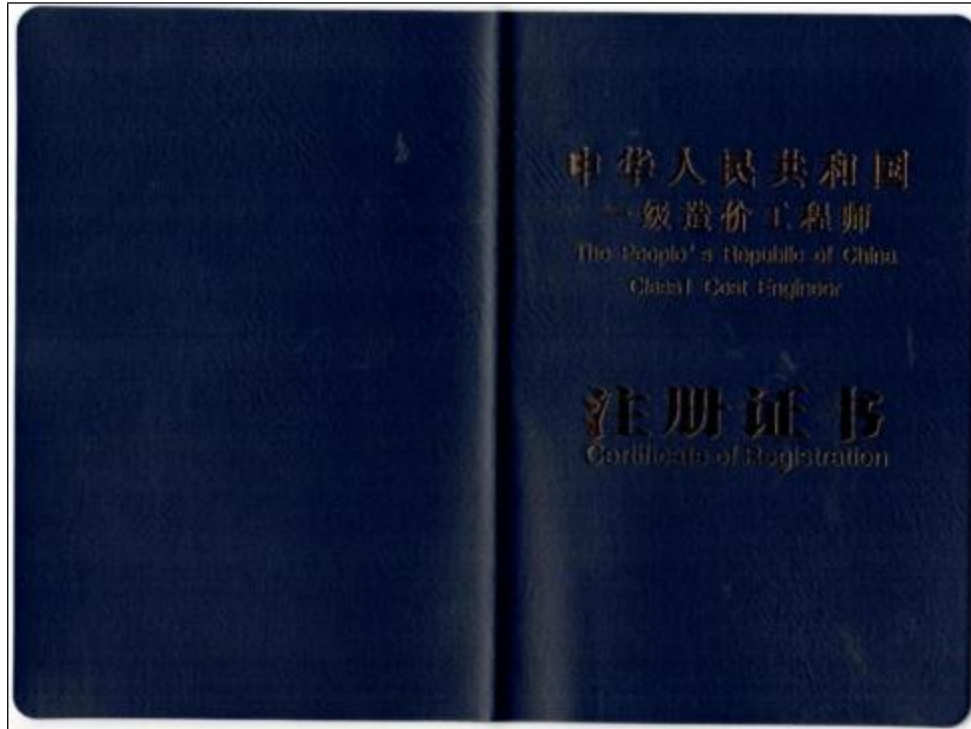 中华人民共和国
一级造价工程师
The People's Republic of China
Class1 Cost Engineer
注册证书
Certificate of Registration